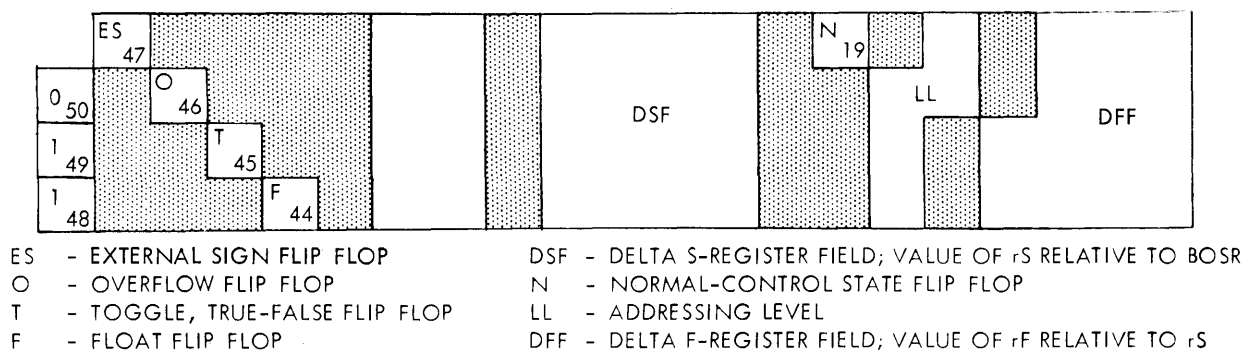 ES 47 N 19
0 50 O 46 LL
DSF DFF
1 49 T 45
1 48 F 44
ES - EXTERNAL SIGN FLIP FLOP DSF - DELTA S-REGISTER FIELD; VALUE OF rS RELATIVE TO BOSR
O - OVERFLOW FLIP FLOP N - NORMAL-CONTROL STATE FLIP FLOP
T - TOGGLE, TRUE-FALSE FLIP FLOP LL - ADDRESSING LEVEL
F - FLOAT FLIP FLOP DFF - DELTA F-REGISTER FIELD; VALUE OF rF RELATIVE TO rS